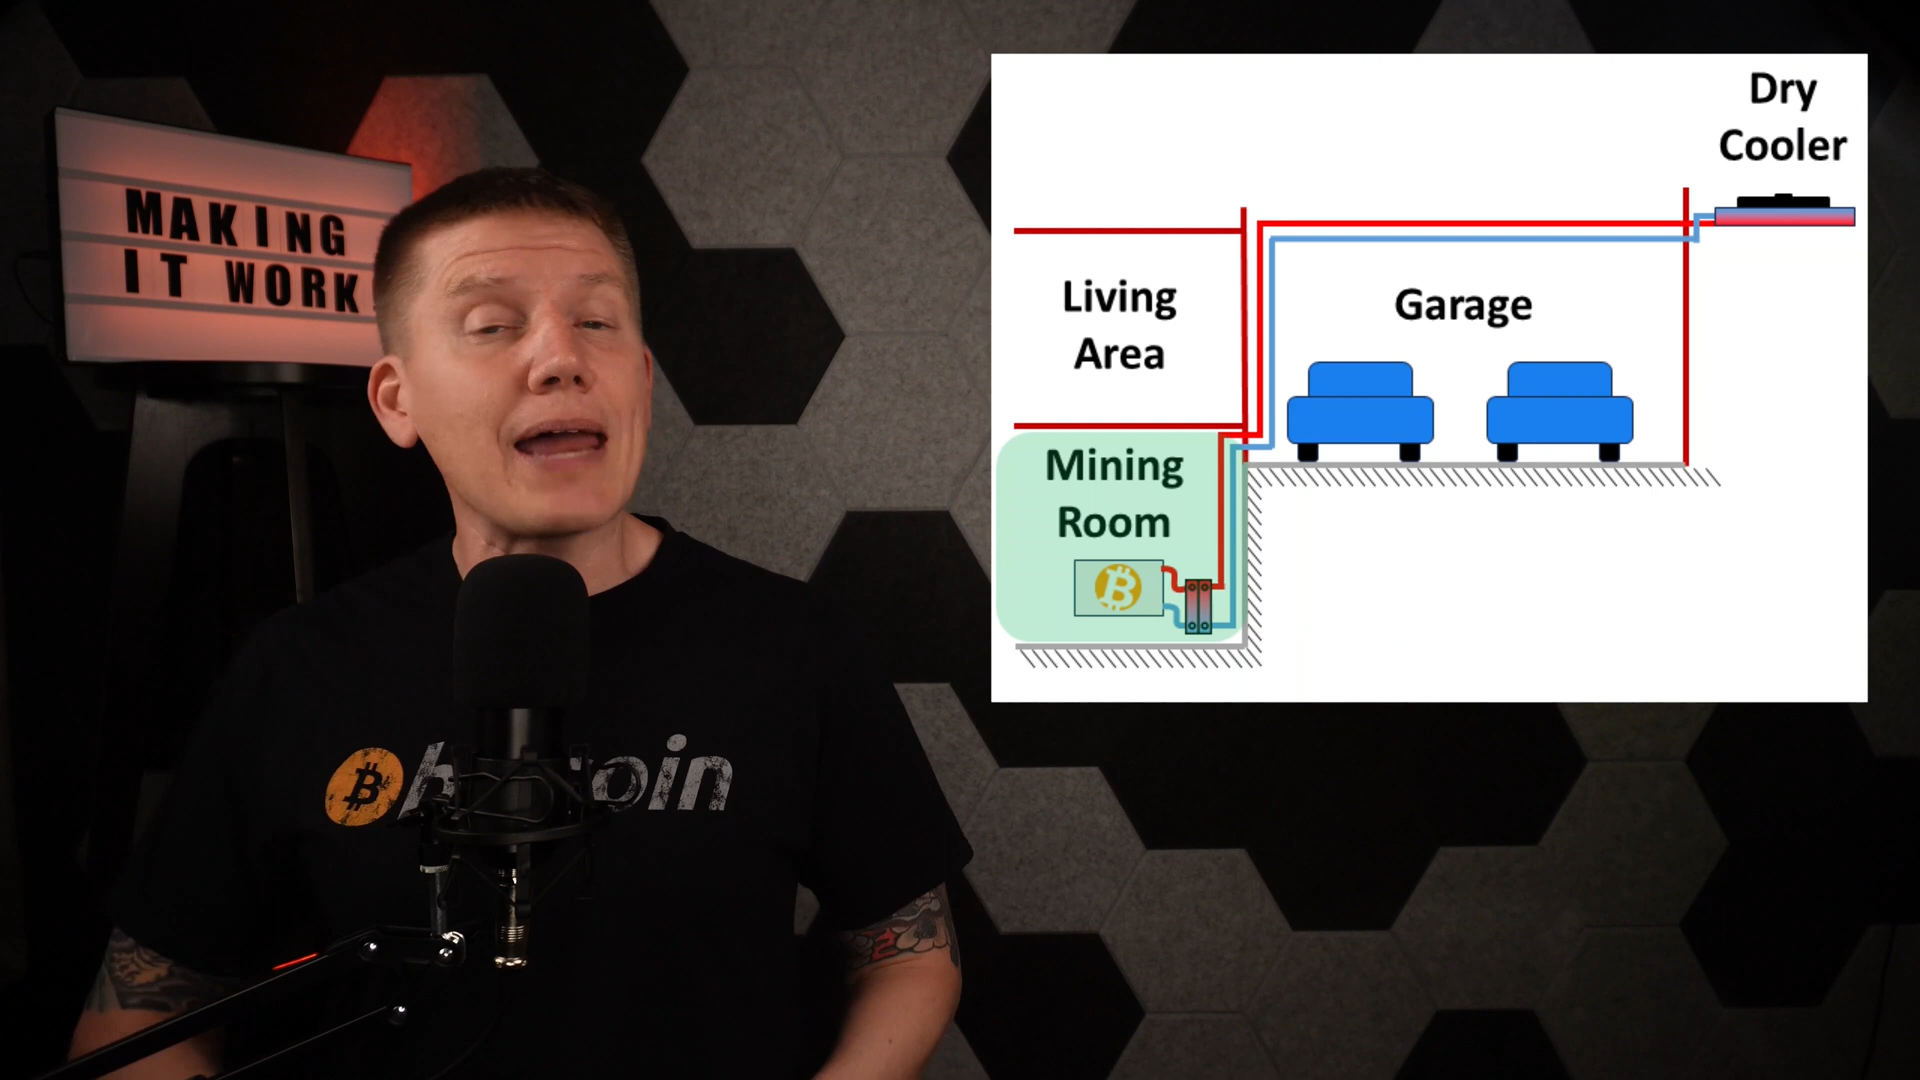 MAKING
IT WORK
Dry
Cooler
Living
Area
Garage
Mining
Room